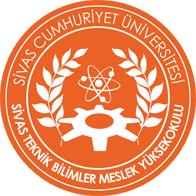 SİVAS CUMHURİYET ÜNİVERSİTESİ
SİVAS TEKNİK BİLİMLER MESLEK YÜKSEKOKULU